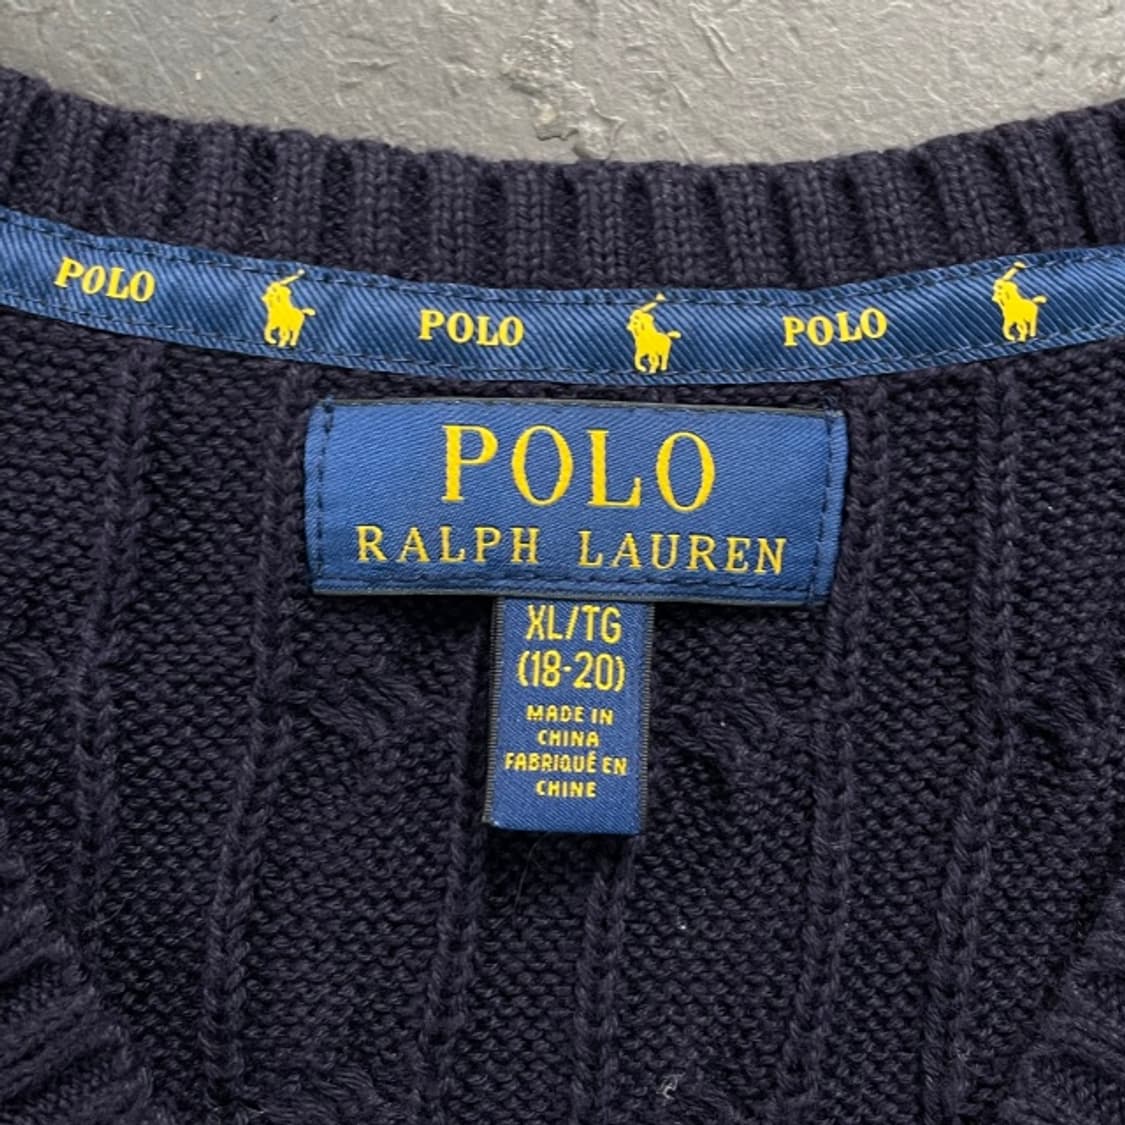 POLO POLO POLO
POLO
RALPH LAUREN
XL/TG
(18-20)
MADE IN
CHINA
FABRIQUÉ EN
CHINE